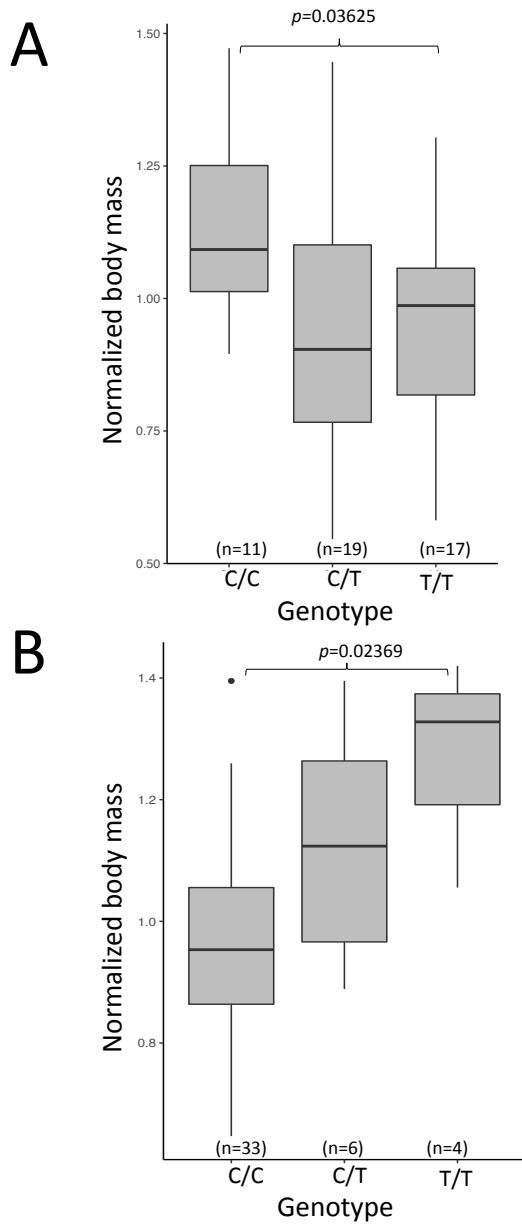 A
p=0.03625
1.50
1.25
1.00
0.75
0.50
Normalized body mass
(n=11) (n=19) (n=17)
C/C C/T T/T
Genotype
B
p=0.02369
1.4
1.2
1.0
0.8
Normalized body mass
(n=33) (n=6) (n=4)
C/C C/T T/T
Genotype